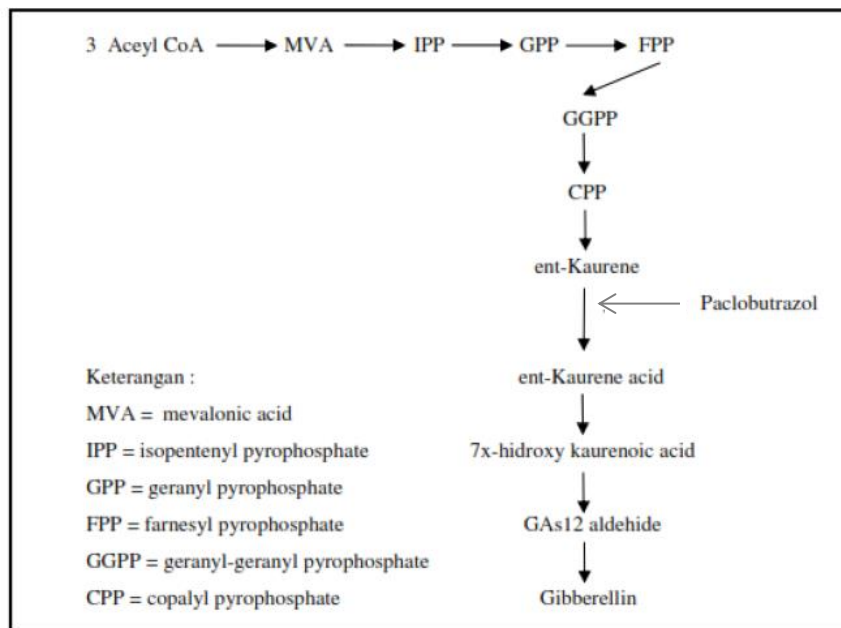 3 Aceyl CoA MVA IPP GPP FPP
GGPP
CPP
ent-Kaurene
Paclobutrazol
ent-Kaurene acid
7x-hidroxy kaurenoic acid
GAs12 aldehide
Gibberellin
Keterangan :
MVA = mevalonic acid
IPP = isopentenyl pyrophosphate
GPP = geranyl pyrophosphate
FPP = farnesyl pyrophosphate
GGPP = geranyl-geranyl pyrophosphate
CPP = copalyl pyrophosphate